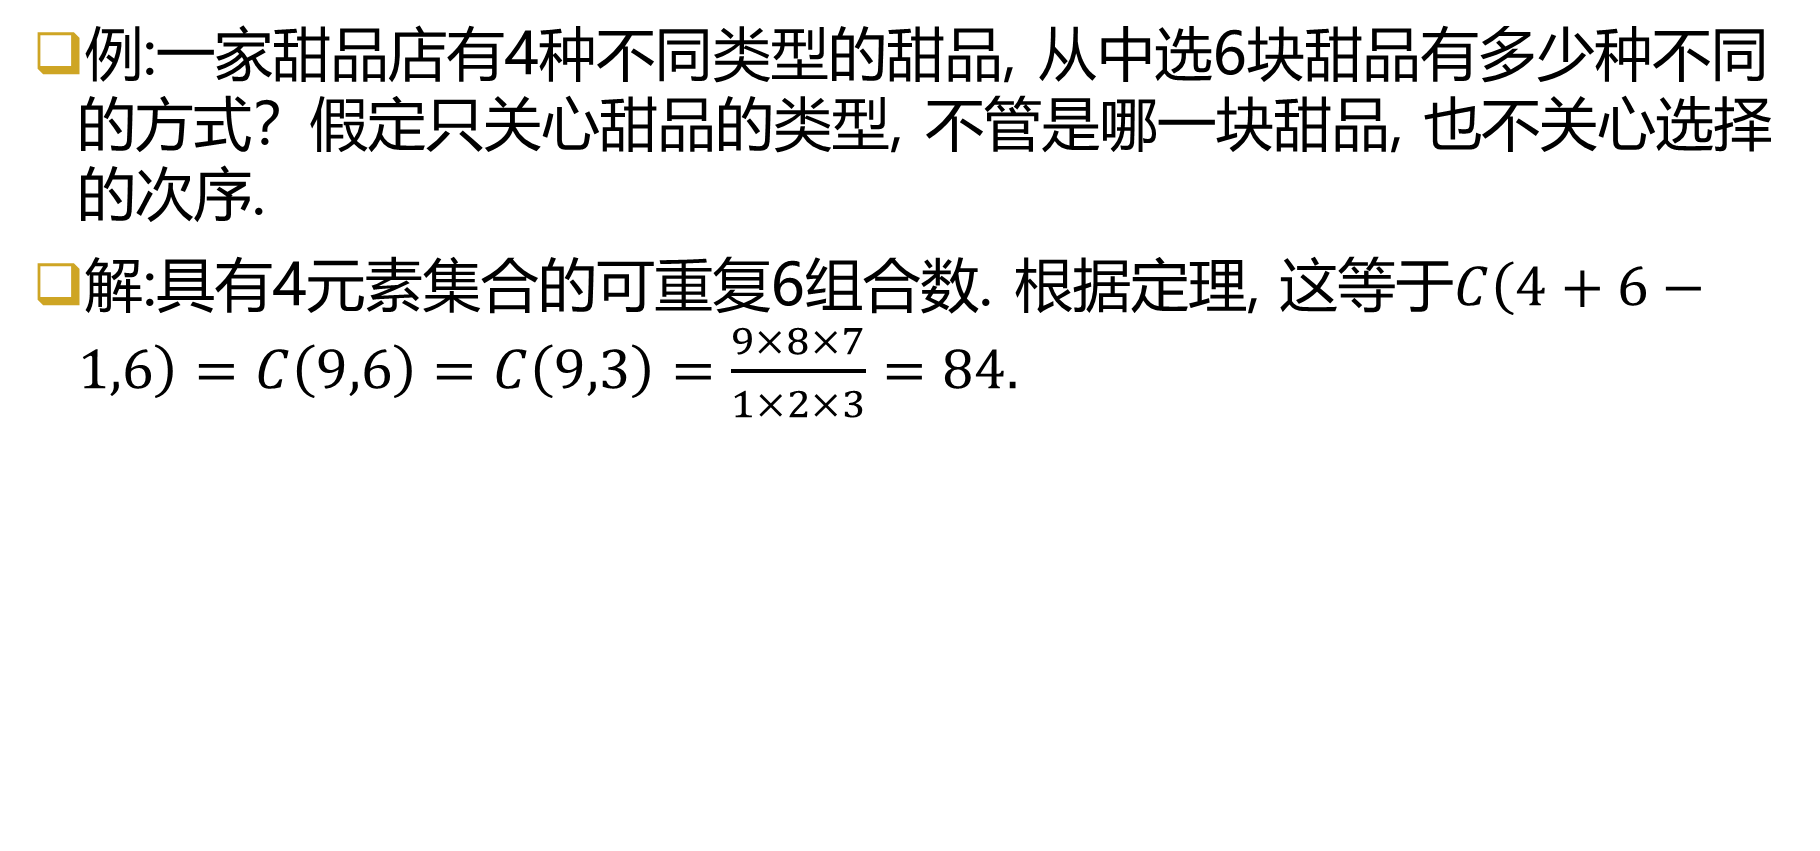 ❑例:一家甜品店有4种不同类型的甜品, 从中选6块甜品有多少种不同
的方式？假定只关心甜品的类型, 不管是哪一块甜品, 也不关心选择
的次序.
❑解:具有4元素集合的可重复6组合数. 根据定理, 这等于C(4 + 6 −
1,6) = C(9,6) = C(9,3) = \frac{9×8×7}{1×2×3} = 84.